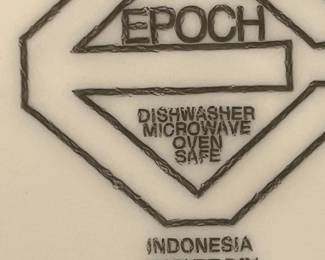 EPOCH
DISHWASHER
MICROWAVE
OVEN
SAFE
INDONESIA